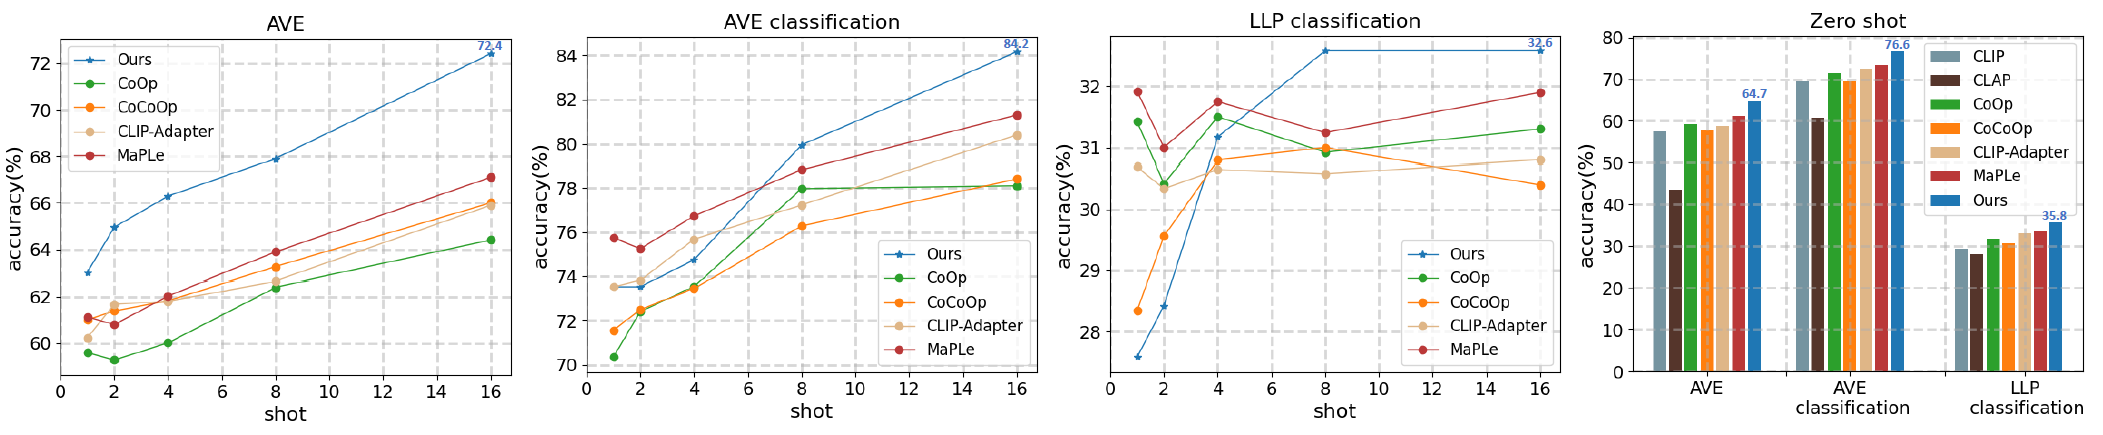 AVE
72.4
Ours
CoOp
CoCoOp
CLIP-Adapter
MaPLe
72
70
68
66
64
62
60
accuracy(%)
0 2 4 6 8 10 12 14 16
shot
AVE classification
84.2
84
82
80
78
76
74
72
70
accuracy(%)
Ours
CoOp
CoCoOp
CLIP-Adapter
MaPLe
0 2 4 6 8 10 12 14 16
shot
LLP classification
32.6
32
31
30
29
28
accuracy(%)
Ours
CoOp
CoCoOp
CLIP-Adapter
MaPLe
0 2 4 6 8 10 12 14 16
shot
Zero shot
80
70
60
50
40
30
20
10
0
accuracy(%)
64.7
76.6
35.8
CLIP
CLAP
CoOp
CoCoOp
CLIP-Adapter
MaPLe
Ours
AVE
AVE
classification
LLP
classification